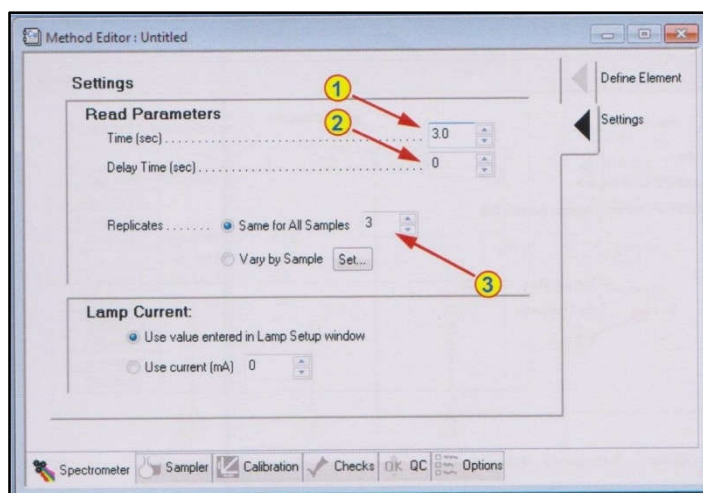 Method Editor : Untitled
Define Element
Settings
Settings
1
Read Parameters
Time (sec) . . . . . . . . . . . . . . . . . . . . . . . . . . . . . . . . . . . . . . 3.0
2
Delay Time (sec) . . . . . . . . . . . . . . . . . . . . . . . . . . . . . . . . . 0
Replicates . . . . . . . Same for All Samples 3
Vary by Sample Set...
3
Lamp Current:
Use value entered in Lamp Setup window
Use current (mA) 0
Spectrometer Sampler Calibration Checks OK QC Options